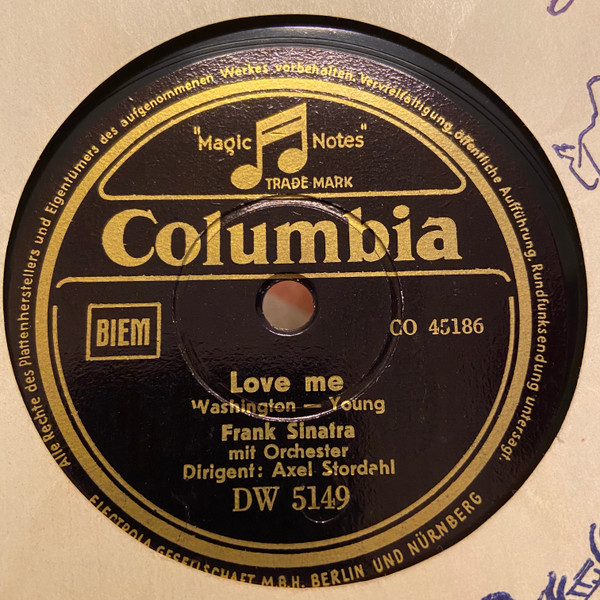 Alle Rechte des Plattenherstellers und Eigentümers des aufgenommenen Werkes vorbehalten. Vervielfältigung, öffentliche Aufführung, Rundfunksendung untersagt.
"Magic Notes"
TRADE MARK
Columbia
BIEM
CO 45186
Love me
Washington — Young
Frank Sinatra
mit Orchester
Dirigent: Axel Stordahl
DW 5149
ELECTROLA GESELLSCHAFT M.B.H. BERLIN UND NÜRNBERG